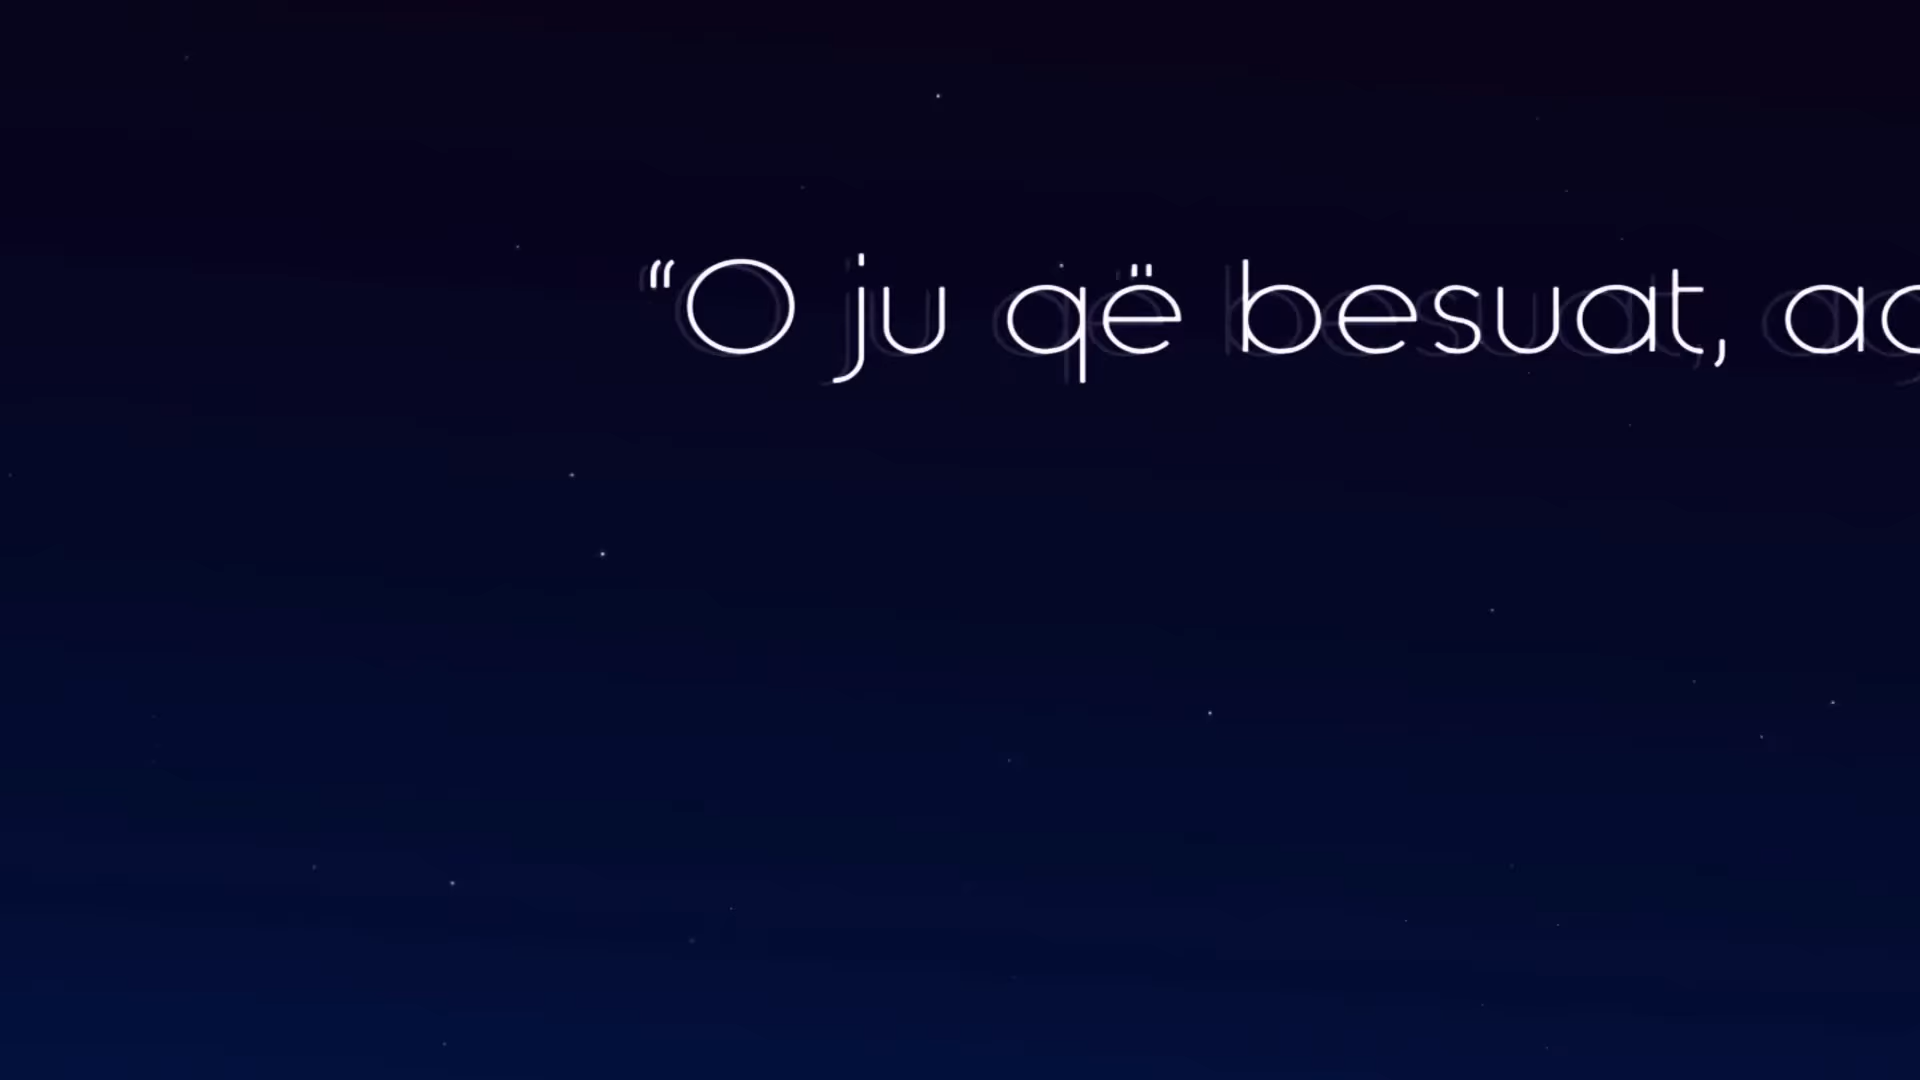 “O ju që besuat,